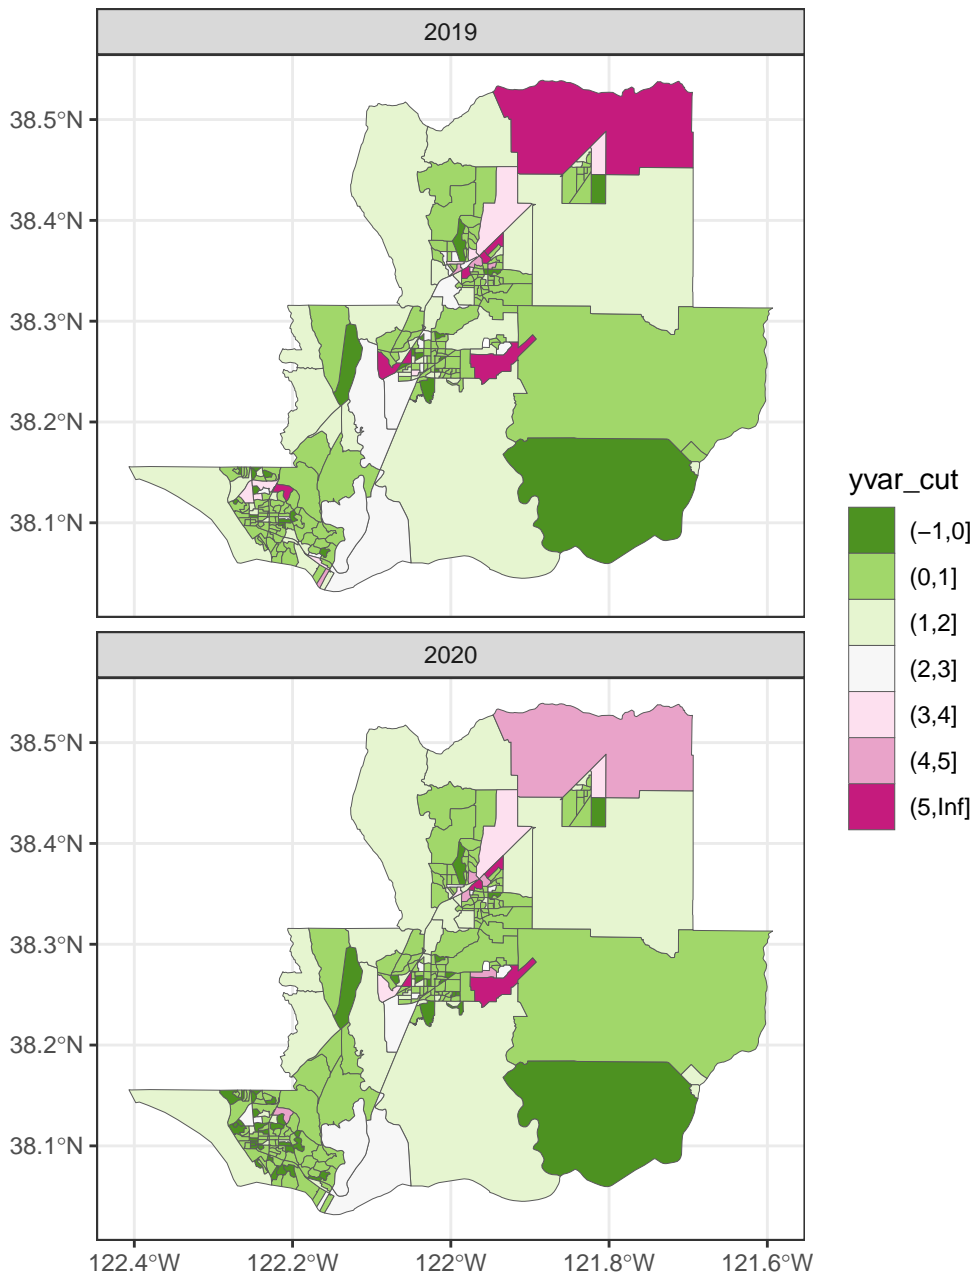 2019
38.5°N
38.4°N
38.3°N
38.2°N
38.1°N
2020
38.5°N
38.4°N
38.3°N
38.2°N
38.1°N
122.4°W 122.2°W 122°W 121.8°W 121.6°W
yvar_cut
(−1,0]
(0,1]
(1,2]
(2,3]
(3,4]
(4,5]
(5,Inf]